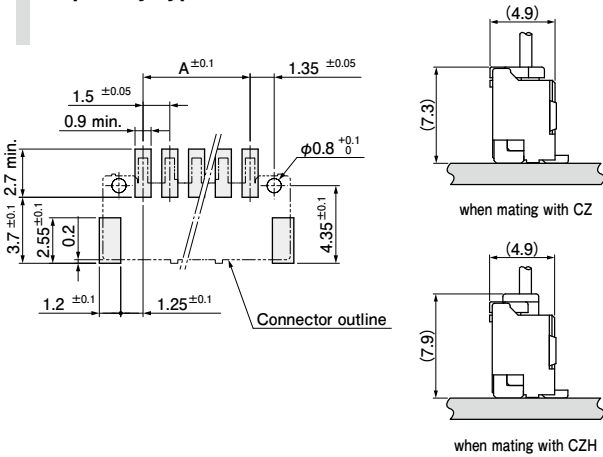 A±0.1
1.35 ±0.05
1.5 ±0.05
0.9 min.
2.7 min.
φ0.8 +0.1 0
3.7±0.1
2.55±0.1
0.2
4.35±0.1
1.2 ±0.1
1.25±0.1
Connector outline
(4.9)
(7.3)
when mating with CZ
(4.9)
(7.9)
when mating with CZH